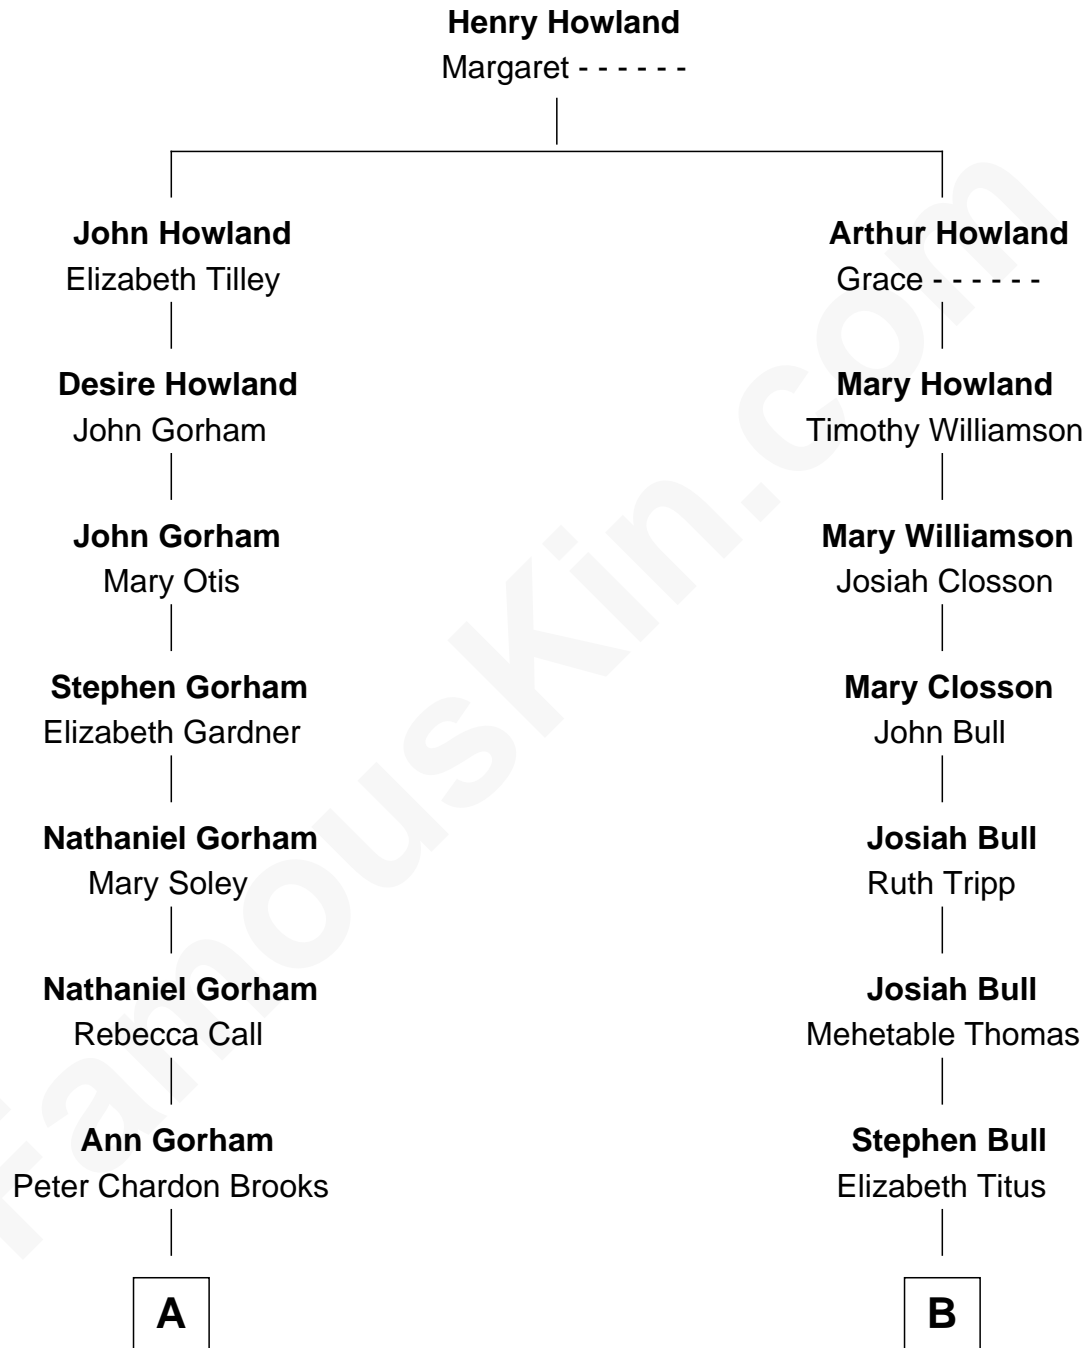 Henry Howland
Margaret - - - - - -
John Howland
Elizabeth Tilley
Arthur Howland
Grace - - - - - -
Desire Howland
John Gorham
Mary Howland
Timothy Williamson
John Gorham
Mary Otis
Mary Williamson
Josiah Closson
Stephen Gorham
Elizabeth Gardner
Mary Closson
John Bull
Nathaniel Gorham
Mary Soley
Josiah Bull
Ruth Tripp
Nathaniel Gorham
Rebecca Call
Josiah Bull
Mehetable Thomas
Ann Gorham
Peter Chardon Brooks
Stephen Bull
Elizabeth Titus
A
B
FamousKin.com